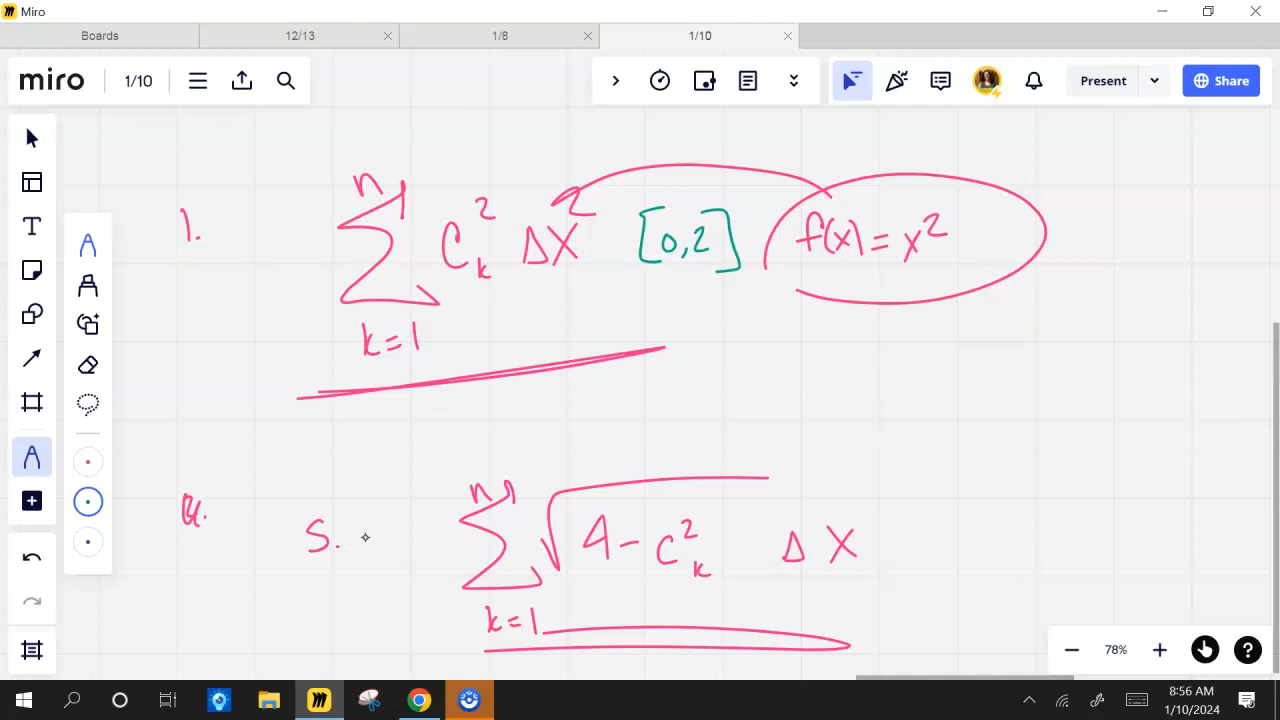 Miro
Boards 12/13 1/8 1/10
miro 1/10 Present Share
n
1. ∑ C_k^2 ΔX^2 [0,2] f(x) = x^2
k=1
n
5. ∑ √4 - C_k^2 ΔX
k=1
78%
8:56 AM
1/10/2024